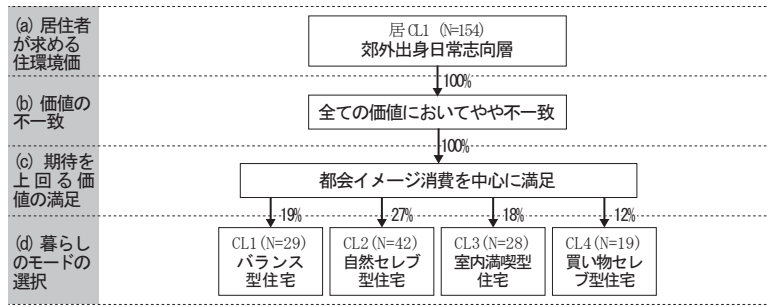 (a) 居住者
が求める
住環境価
居CL1 (N=154)
郊外出身日常志向層
100%
(b) 価値の
不一致
全ての価値においてやや不一致
100%
(c) 期待を
上回る価
値の満足
都会イメージ消費を中心に満足
19%
27%
18%
12%
(d) 暮らし
のモードの
選択
CL1(N=29)
バランス
型住宅
CL2(N=42)
自然セレブ
型住宅
CL3(N=28)
室内満喫型
住宅
CL4(N=19)
買い物セレ
ブ型住宅